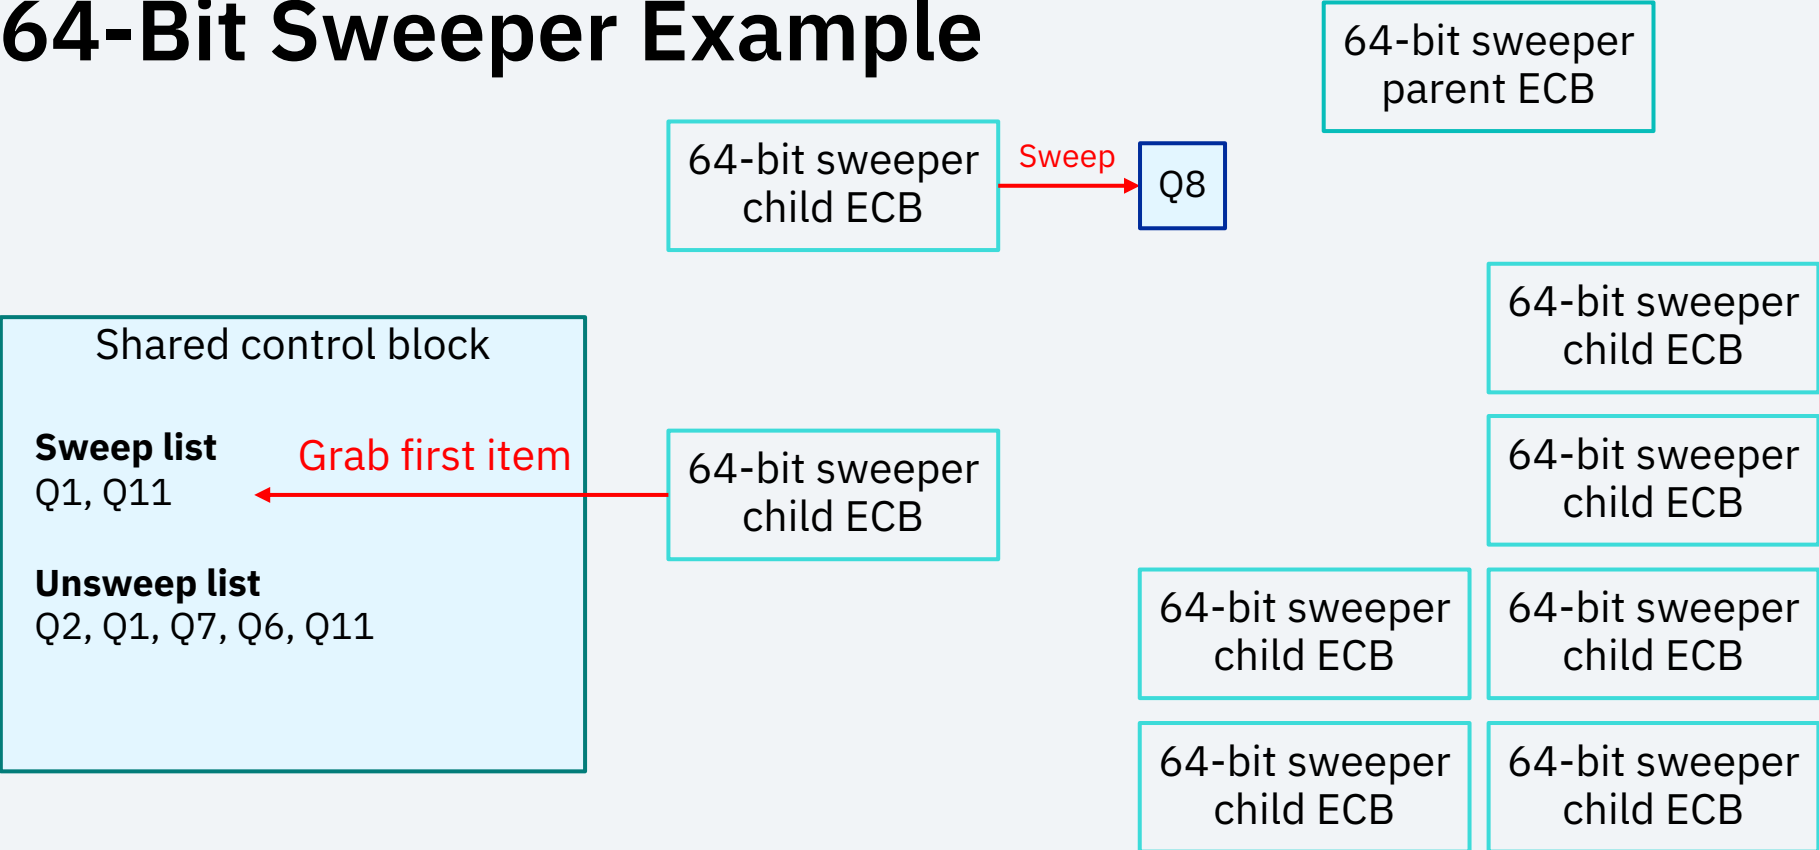 64-Bit Sweeper Example
64-bit sweeper
parent ECB
64-bit sweeper
child ECB
Sweep
Q8
64-bit sweeper
child ECB
Shared control block
Sweep list
Q1, Q11
Grab first item
64-bit sweeper
child ECB
64-bit sweeper
child ECB
Unsweep list
Q2, Q1, Q7, Q6, Q11
64-bit sweeper
child ECB
64-bit sweeper
child ECB
64-bit sweeper
child ECB
64-bit sweeper
child ECB